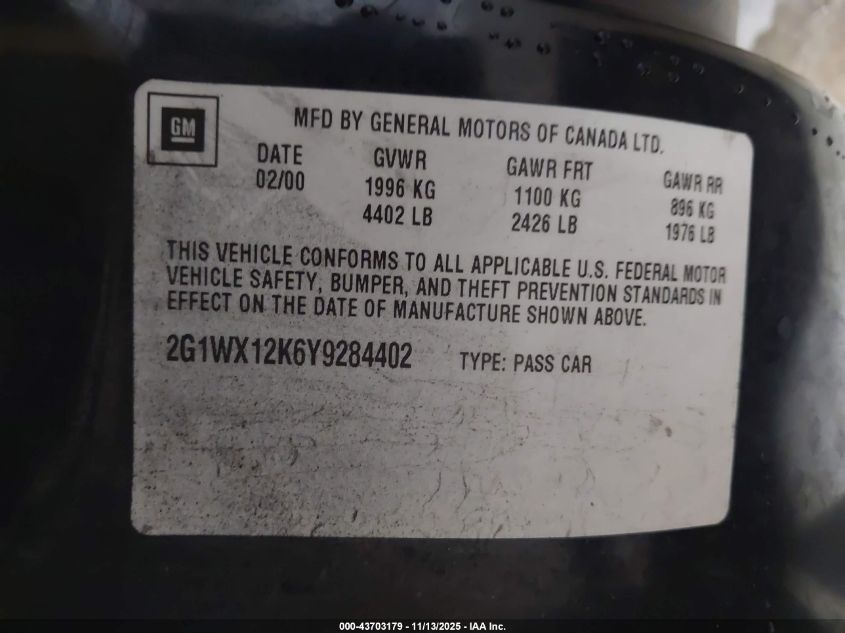 GM
MFD BY GENERAL MOTORS OF CANADA LTD.
DATE GVWR GAWR FRT GAWR RR
02/00 1996 KG 1100 KG 896 KG
4402 LB 2426 LB 1976 LB
THIS VEHICLE CONFORMS TO ALL APPLICABLE U.S. FEDERAL MOTOR
VEHICLE SAFETY, BUMPER, AND THEFT PREVENTION STANDARDS IN
EFFECT ON THE DATE OF MANUFACTURE SHOWN ABOVE.
2G1WX12K6Y9284402 TYPE: PASS CAR
000-43703179 - 11/13/2025 - IAA Inc.